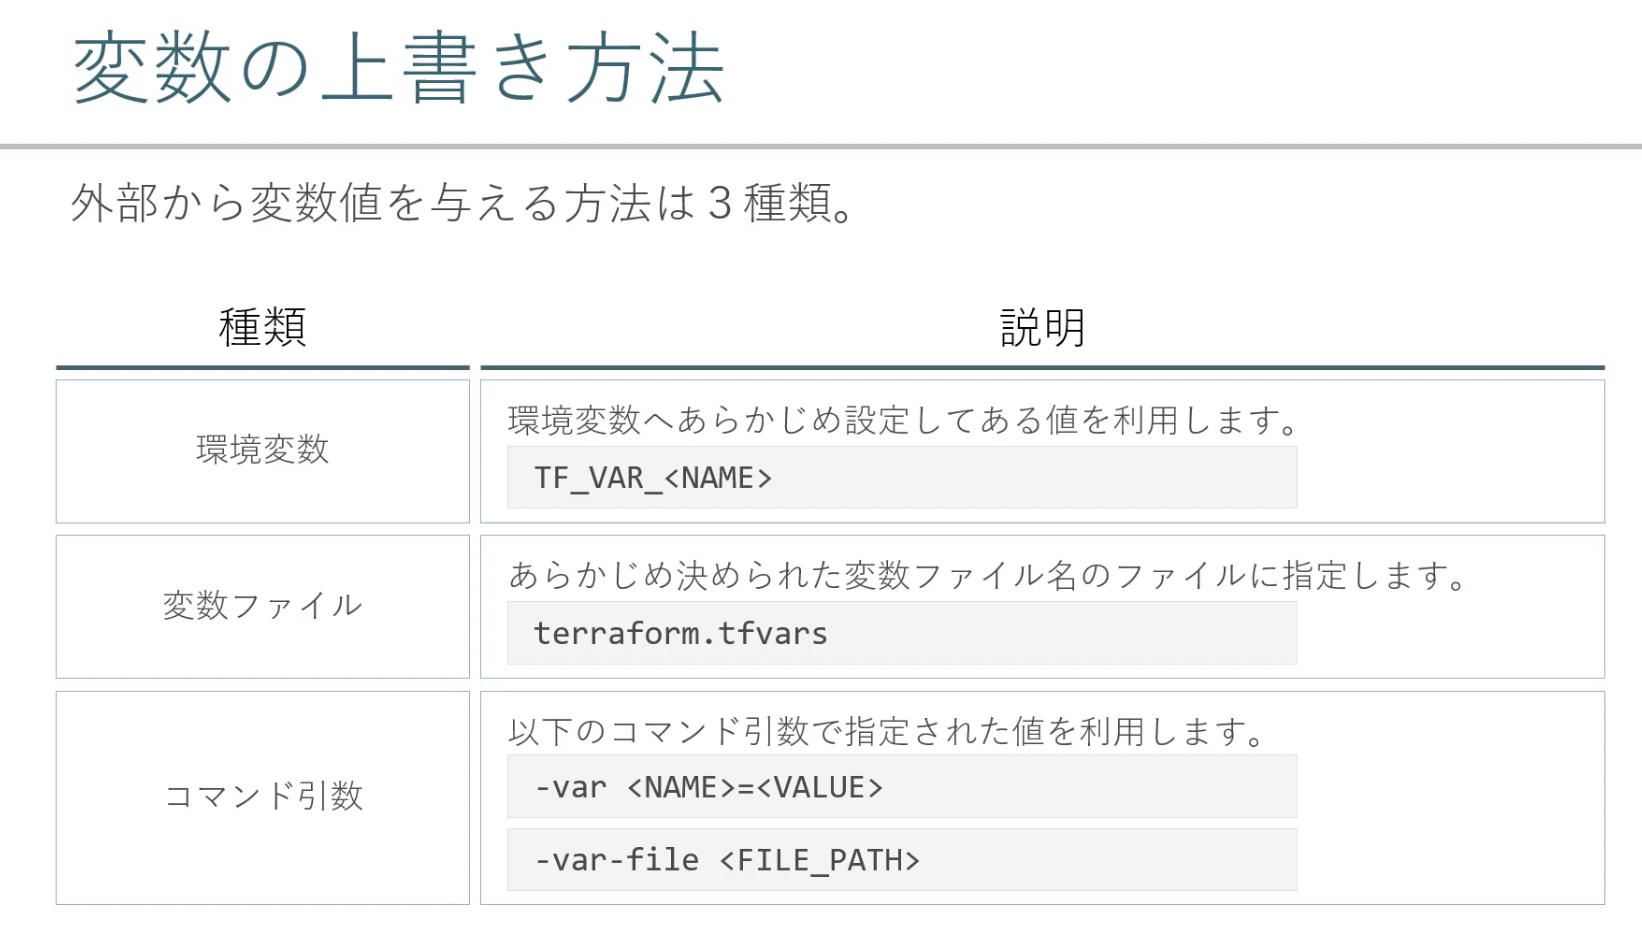 変数の上書き方法
外部から変数値を与える方法は3種類。
種類
説明
環境変数
環境変数へあらかじめ設定してある値を利用します。
TF_VAR_<NAME>
変数ファイル
あらかじめ決められた変数ファイル名のファイルに指定します。
terraform.tfvars
コマンド引数
以下のコマンド引数で指定された値を利用します。
-var <NAME>=<VALUE>
-var-file <FILE_PATH>